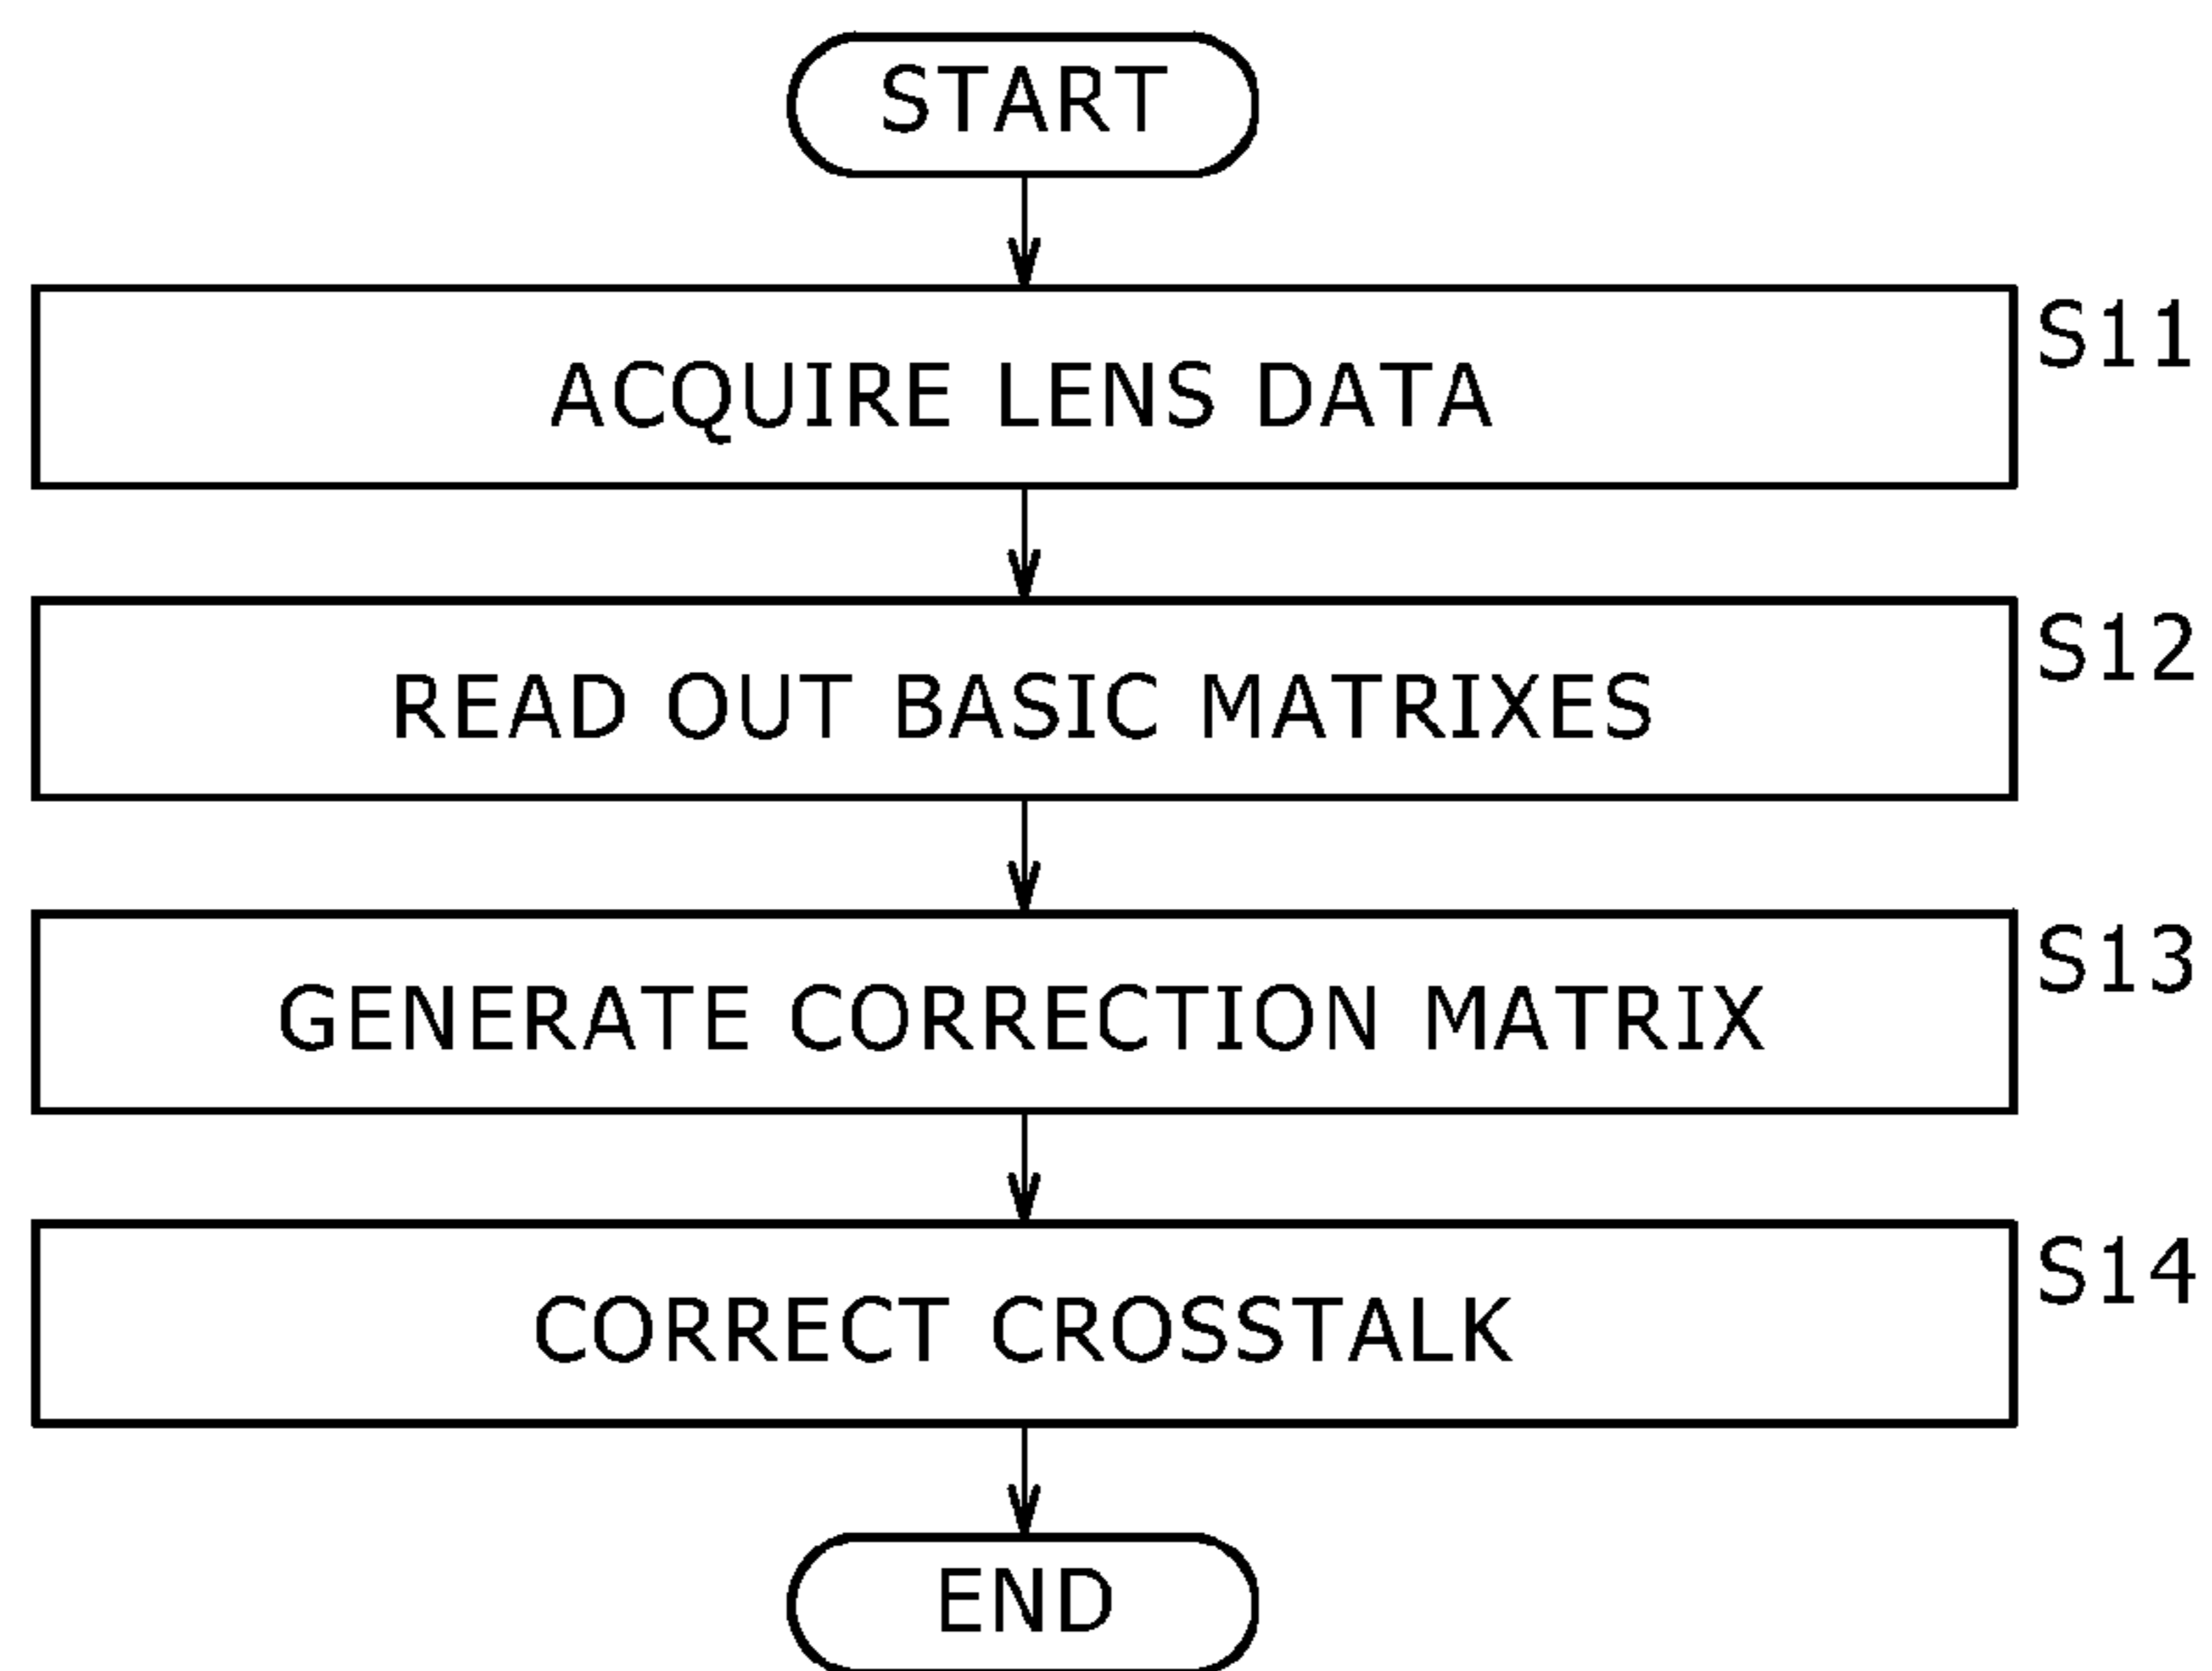 START
ACQUIRE LENS DATA
S11
READ OUT BASIC MATRIXES
S12
GENERATE CORRECTION MATRIX
S13
CORRECT CROSSTALK
S14
END